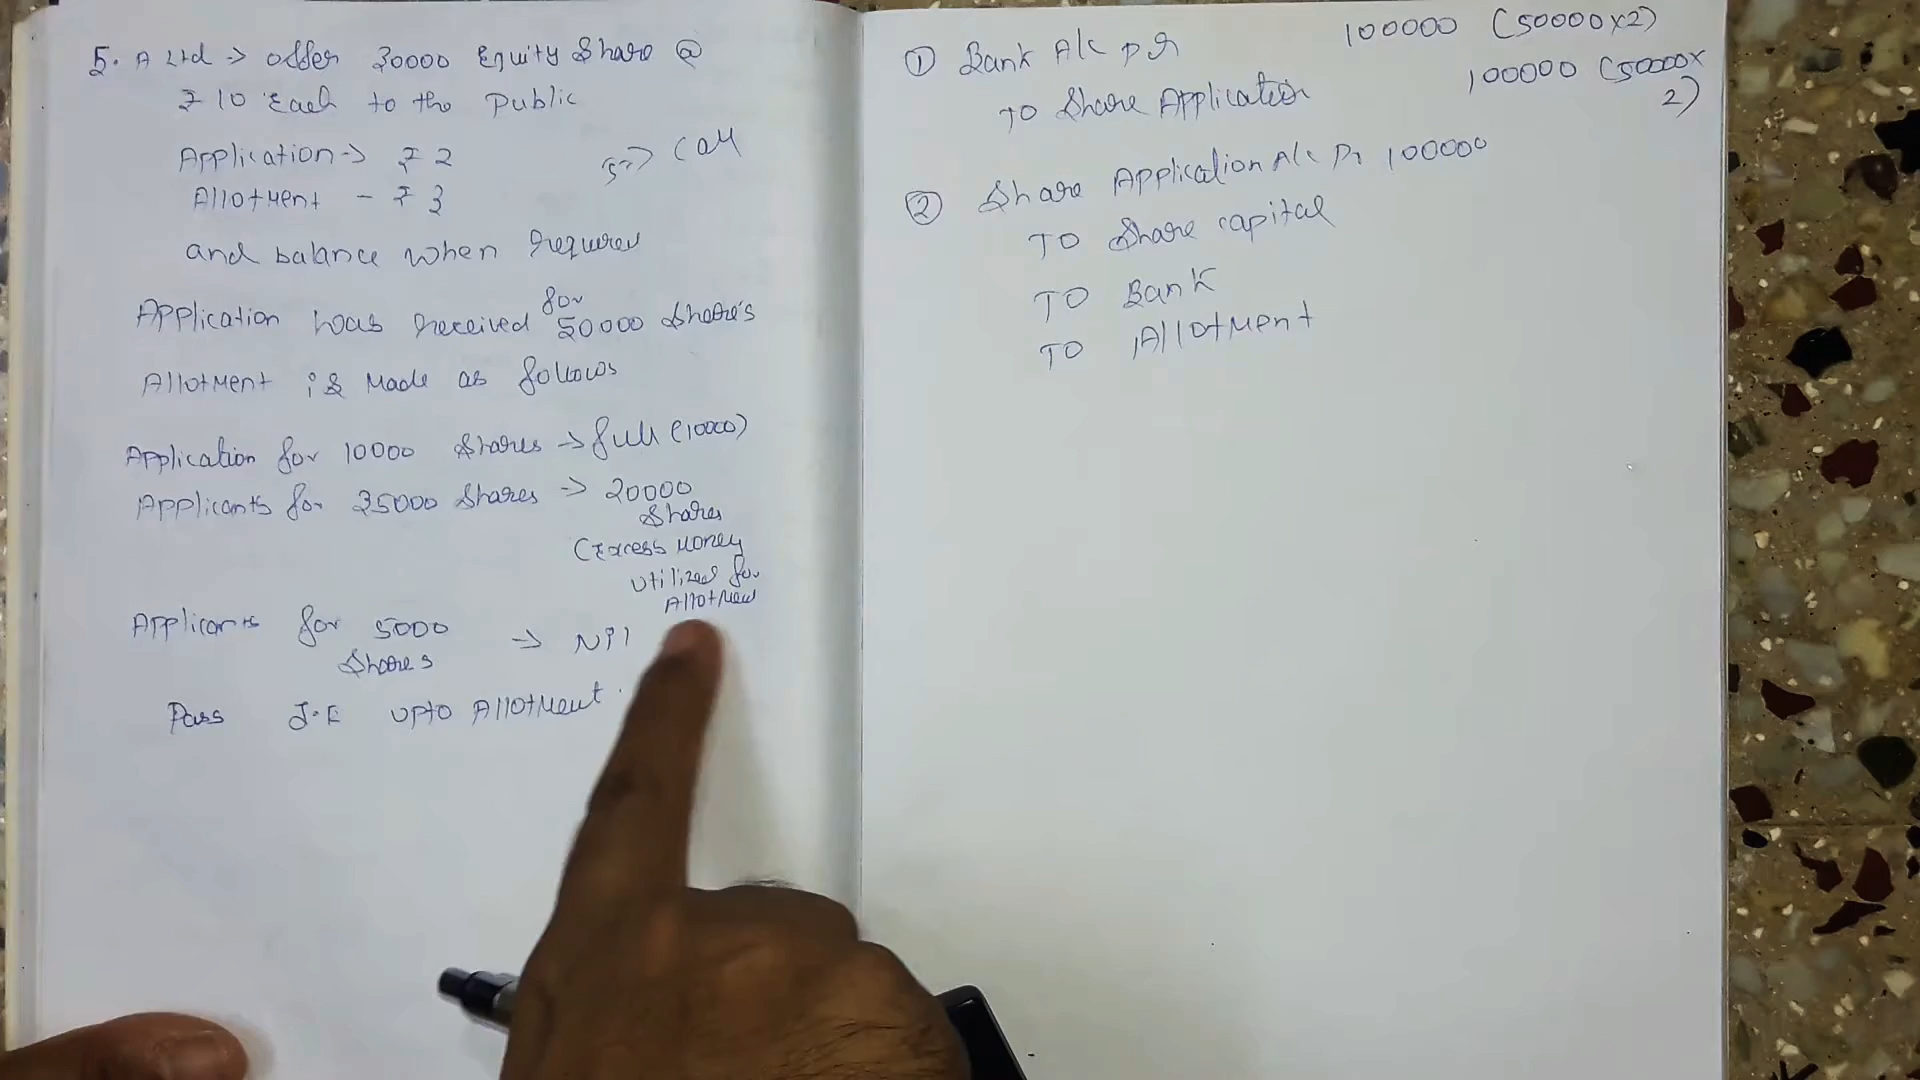 5. A Ltd → offer 30000 Equity Share @
₹ 10 Each to the Public
Application → ₹ 2
5 → Call
Allotment - ₹ 3
and balance when required
Application was received for 50000 Share's
Allotment is Made as follows
Application for 10000 Shares → full (10000)
Applicants for 35000 Shares → 20000
Shares
(Excess money
utilized for
Allotment
Applicants for 5000 → Nil
Shares
Pass J.E upto Allotment
① Bank A/c Dr 100000 (50000x2)
To Share Application 100000 (50000x
2)
② Share Application A/c Dr 100000
To Share capital
To Bank
To Allotment